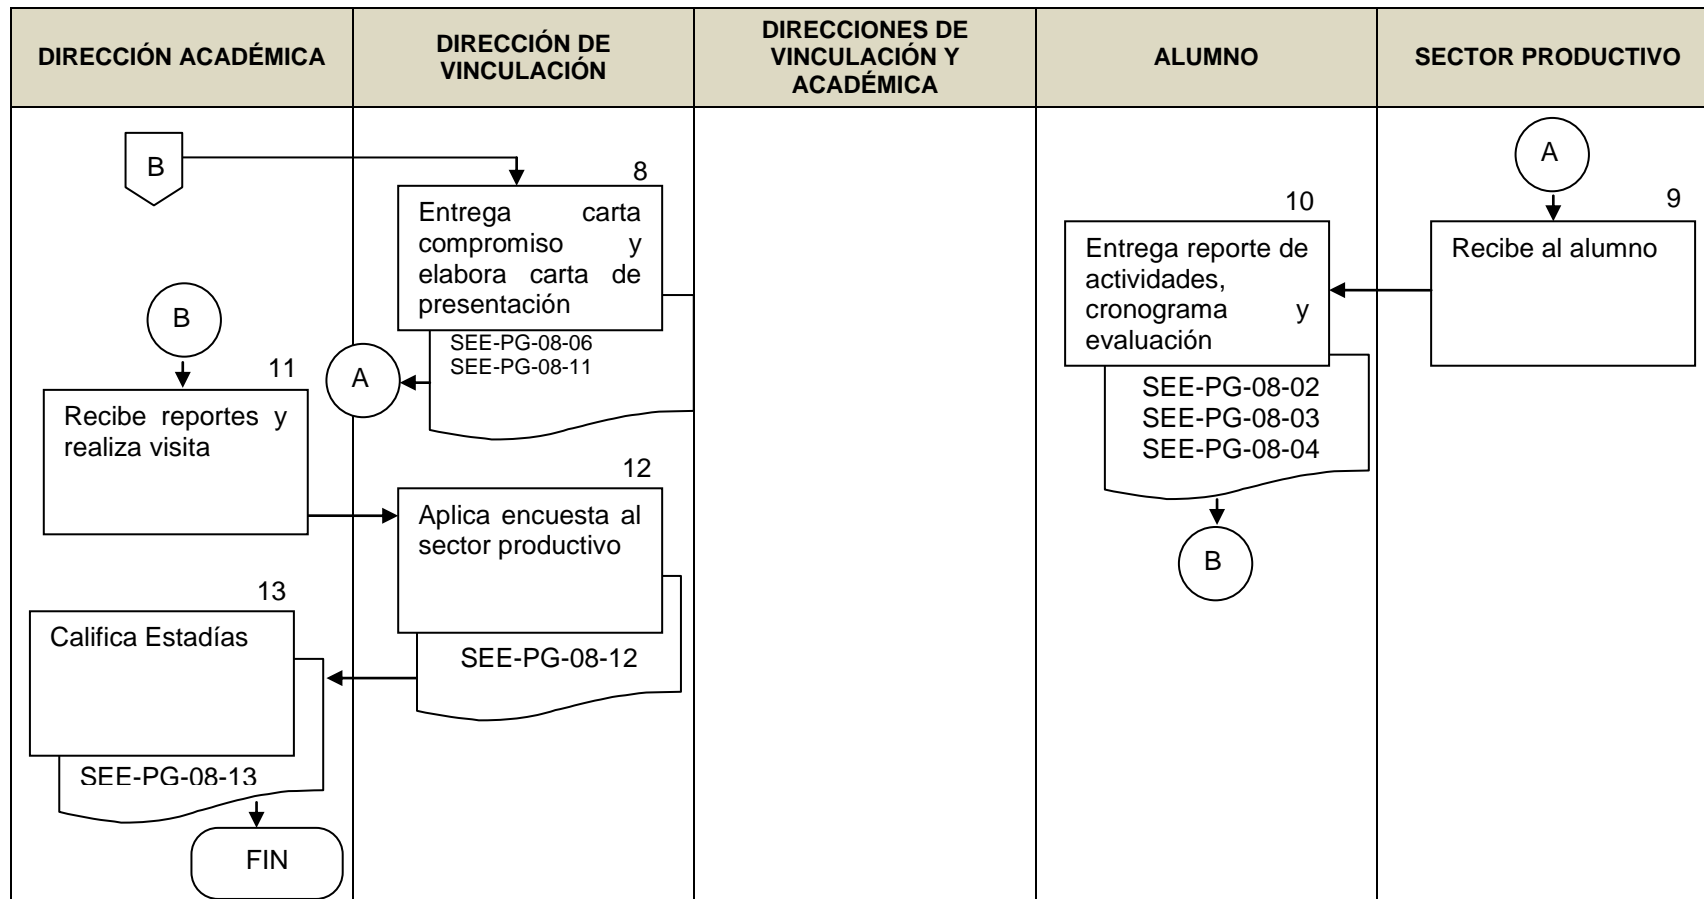 DIRECCIÓN ACADÉMICA
DIRECCIÓN DE
VINCULACIÓN
DIRECCIONES DE
VINCULACIÓN Y
ACADÉMICA
ALUMNO
SECTOR PRODUCTIVO
B
8
Entrega carta
compromiso y
elabora carta de
presentación
SEE-PG-08-06
SEE-PG-08-11
A
A
9
Recibe al alumno
10
Entrega reporte de
actividades,
cronograma y
evaluación
SEE-PG-08-02
SEE-PG-08-03
SEE-PG-08-04
B
B
11
Recibe reportes y
realiza visita
12
Aplica encuesta al
sector productivo
SEE-PG-08-12
13
Califica Estadías
SEE-PG-08-13
FIN